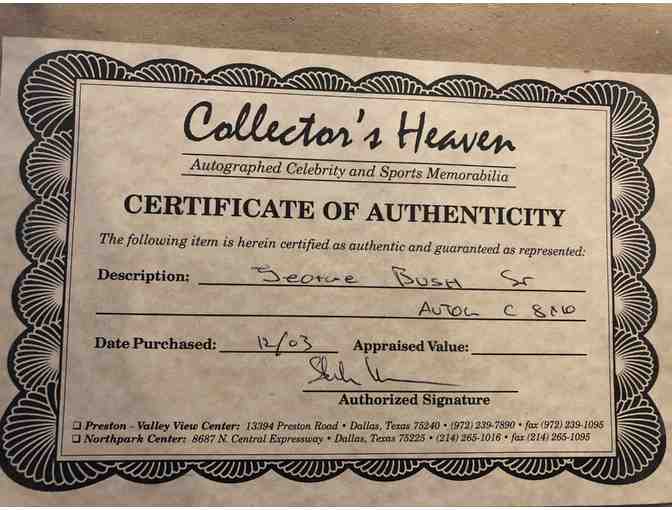 Collector's Heaven
Autographed Celebrity and Sports Memorabilia
CERTIFICATE OF AUTHENTICITY
The following item is herein certified as authentic and guaranteed as represented:
Description: George Bush Sr
C 8x10
Date Purchased: 12/03 Appraised Value:
Authorized Signature
❑ Preston - Valley View Center: 13394 Preston Road • Dallas, Texas 75240 • (972) 239-7890 • fax (972) 239-1095
❑ Northpark Center: 8687 N. Central Expressway • Dallas, Texas 75225 • (214) 265-1016 • fax (214) 265-1095